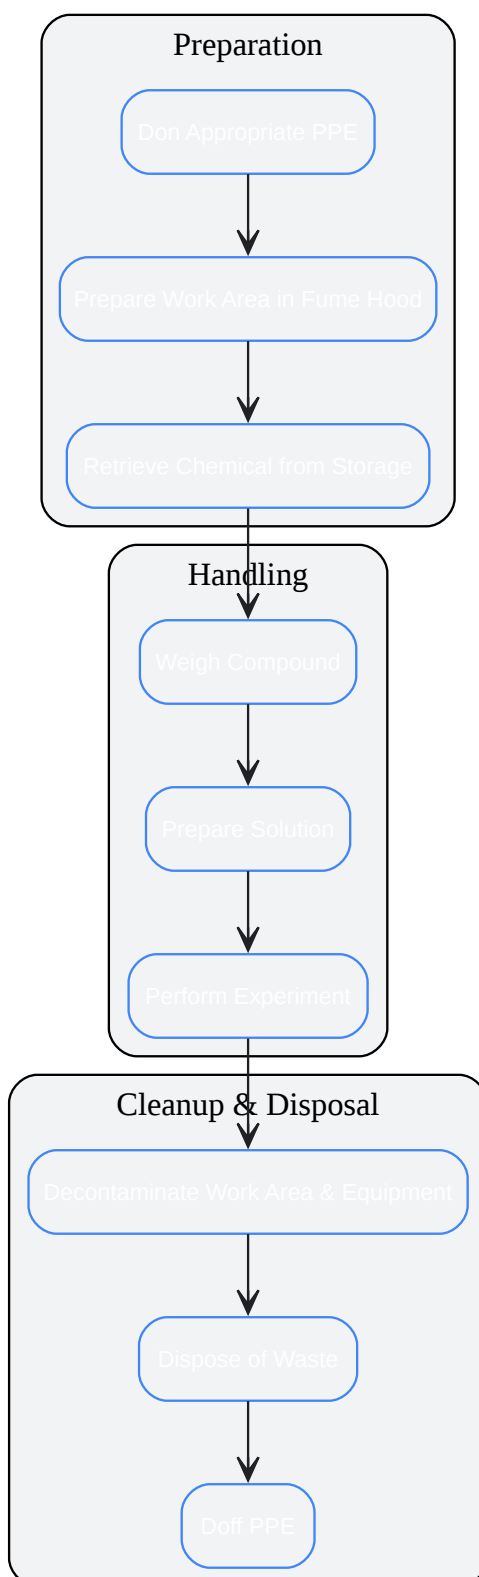 Preparation
Don Appropriate PPE
Prepare Work Area in Fume Hood
Retrieve Chemical from Storage
Handling
Weigh Compound
Prepare Solution
Perform Experiment
Cleanup & Disposal
Decontaminate Work Area & Equipment
Dispose of Waste
Doff PPE